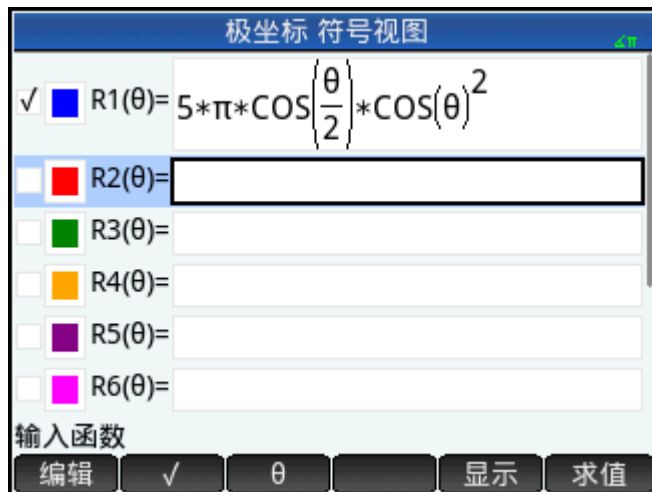 极坐标 符号视图
∡π
√ R1(θ)= 5*π*COS(θ/2)*COS(θ)²
R2(θ)=
R3(θ)=
R4(θ)=
R5(θ)=
R6(θ)=
输入函数
编辑 √ θ 显示 求值